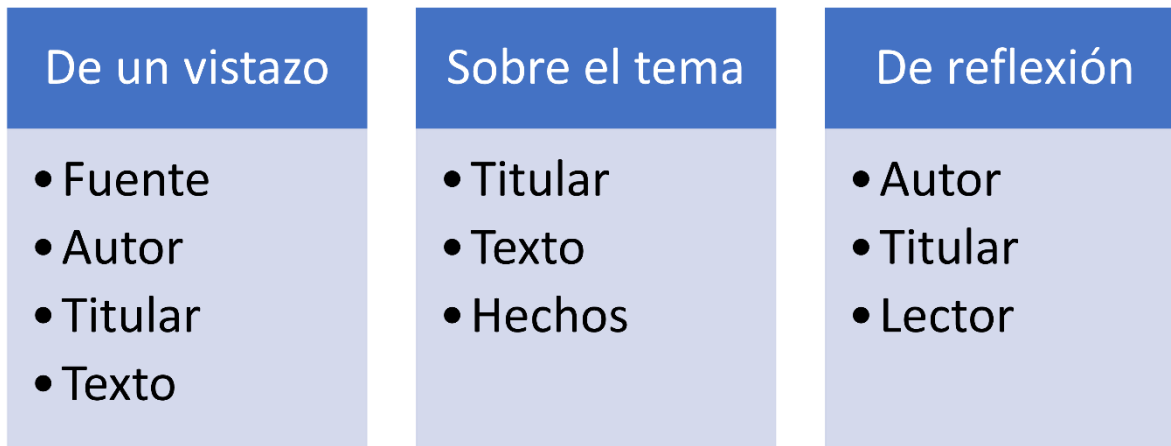 De un vistazo
• Fuente
• Autor
• Titular
• Texto
Sobre el tema
• Titular
• Texto
• Hechos
De reflexión
• Autor
• Titular
• Lector